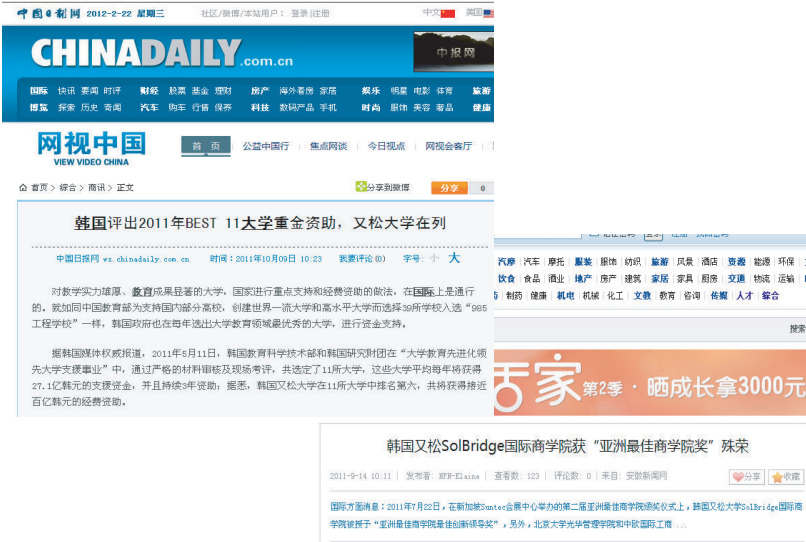 中国日报网 2012-2-22 星期三 社区/微博/本站用户： 登录|注册 中文 英国
CHINADAILY.com.cn
中报网
国际 快讯 要闻 时评 财经 股票 基金 理财 房产 海外看房 家居 娱乐 明星 电影 体育 旅游
博览 探索 历史 奇闻 汽车 购车 行情 保养 科技 数码产品 手机 时尚 服饰 美容 奢品 健康
网视中国
VIEW VIDEO CHINA
首 页 公益中国行 焦点网谈 今日视点 网视会客厅
首页 > 综合 > 商讯 > 正文 分享到微博 分享 0
韩国评出2011年BEST 11大学重金资助，又松大学在列
中国日报网 ws.chinadaily.com.cn 时间：2011年10月09日 10:23 我要评论(0) 字号： 小 大
对教学实力雄厚、教育成果显著的大学，国家进行重点支持和经费资助的做法，在国际上是通行
的。就如同中国教育部为支持国内部分高校，创建世界一流大学和高水平大学而选择39所学校入选“985
工程学校”一样，韩国政府也在每年选出大学教育领域最优秀的大学，进行资金支持。
据韩国媒体权威报道，2011年5月11日，韩国教育科学技术部和韩国研究财团在“大学教育先进化领
先大学支援事业”中，通过严格的材料审核及现场考评，共选定了11所大学，这些大学平均每年将获得
27.1亿韩元的支援资金，并且持续3年资助；据悉，韩国又松大学在11所大学中排名第六，共将获得接近
百亿韩元的经费资助。
汽摩 汽车 摩托 服装 服饰 纺织 旅游 风景 酒店 资源 能源 环保
饮食 食品 酒业 地产 房产 建筑 家居 家具 厨房 交通 物流 运输
制药 健康 机电 机械 化工 文教 教育 咨询 传媒 人才 综合
搜索
家 第2季·晒成长拿3000元
韩国又松SolBridge国际商学院获“亚洲最佳商学院奖”殊荣
2011-9-14 10:11 | 发布者: NFN-Elaine | 查看数: 123 | 评论数: 0 | 来自: 安徽新闻网 分享 收藏
国际方面消息：2011年7月22日，在新加坡Suntec会展中心举办的第二届亚洲最佳商学院颁奖仪式上，韩国又松大学SolBridge国际商
学院被授予“亚洲最佳商学院最佳创新领导奖”，另外，北京大学光华管理学院和中欧国际工商 ...